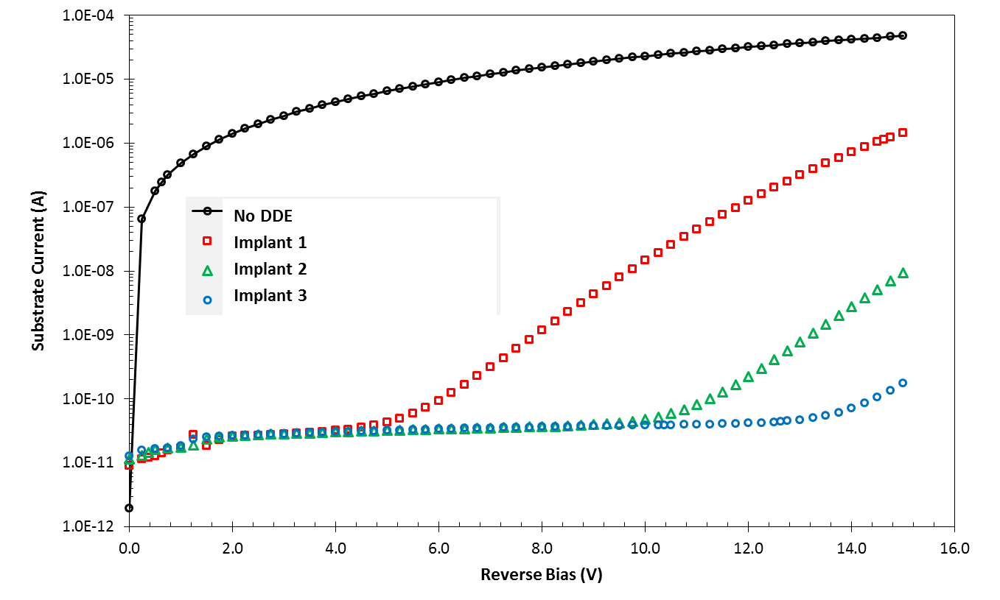 1.0E-04
1.0E-05
1.0E-06
1.0E-07
1.0E-08
1.0E-09
1.0E-10
1.0E-11
1.0E-12
Substrate Current (A)
No DDE
Implant 1
Implant 2
Implant 3
0.0 2.0 4.0 6.0 8.0 10.0 12.0 14.0 16.0
Reverse Bias (V)